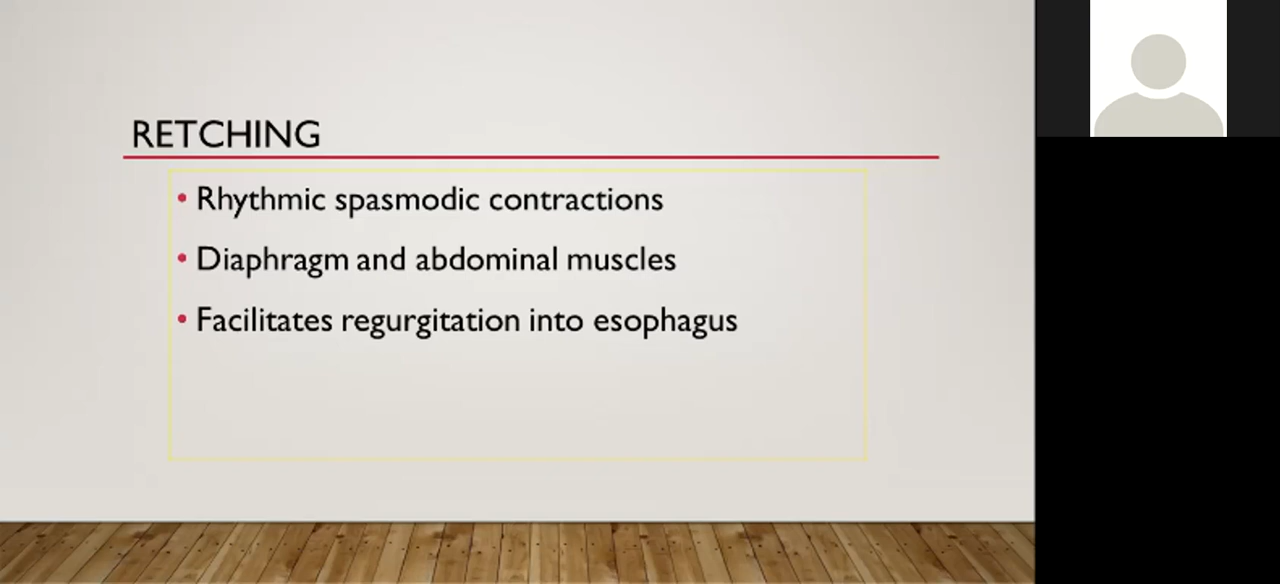 RETCHING
• Rhythmic spasmodic contractions
• Diaphragm and abdominal muscles
• Facilitates regurgitation into esophagus